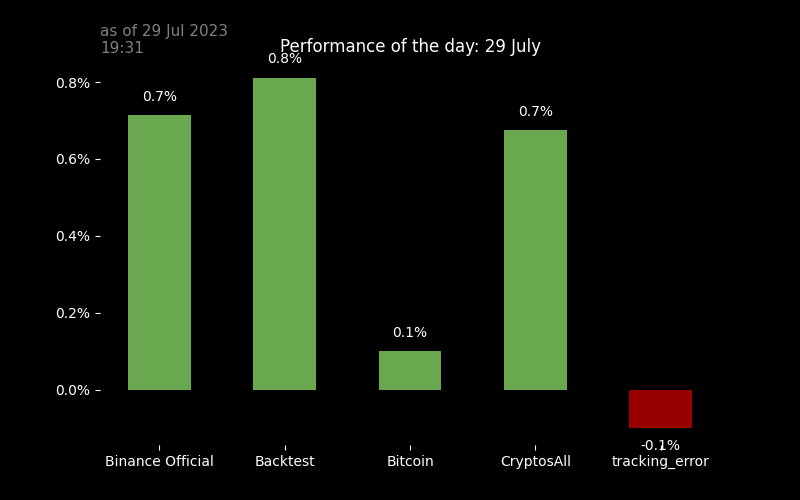 as of 29 Jul 2023
19:31
Performance of the day: 29 July
0.8%
0.8%
0.7%
0.7%
0.6%
0.4%
0.1%
0.2%
0.0%
-0.1%
Binance Official
Backtest
Bitcoin
CryptosAll
tracking_error